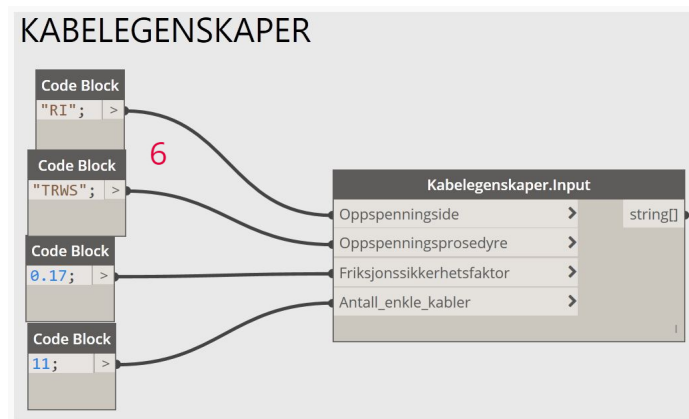 KABELEGENSKAPER
Code Block
"RI"; >
6
Code Block
"TRWS"; >
Code Block
0.17; >
Code Block
11; >
Kabelegenskaper.Input
Oppspenningside > string[]
Oppspenningsprosedyre >
Friksjonssikkerhetsfaktor >
Antall_enkle_kabler >
l